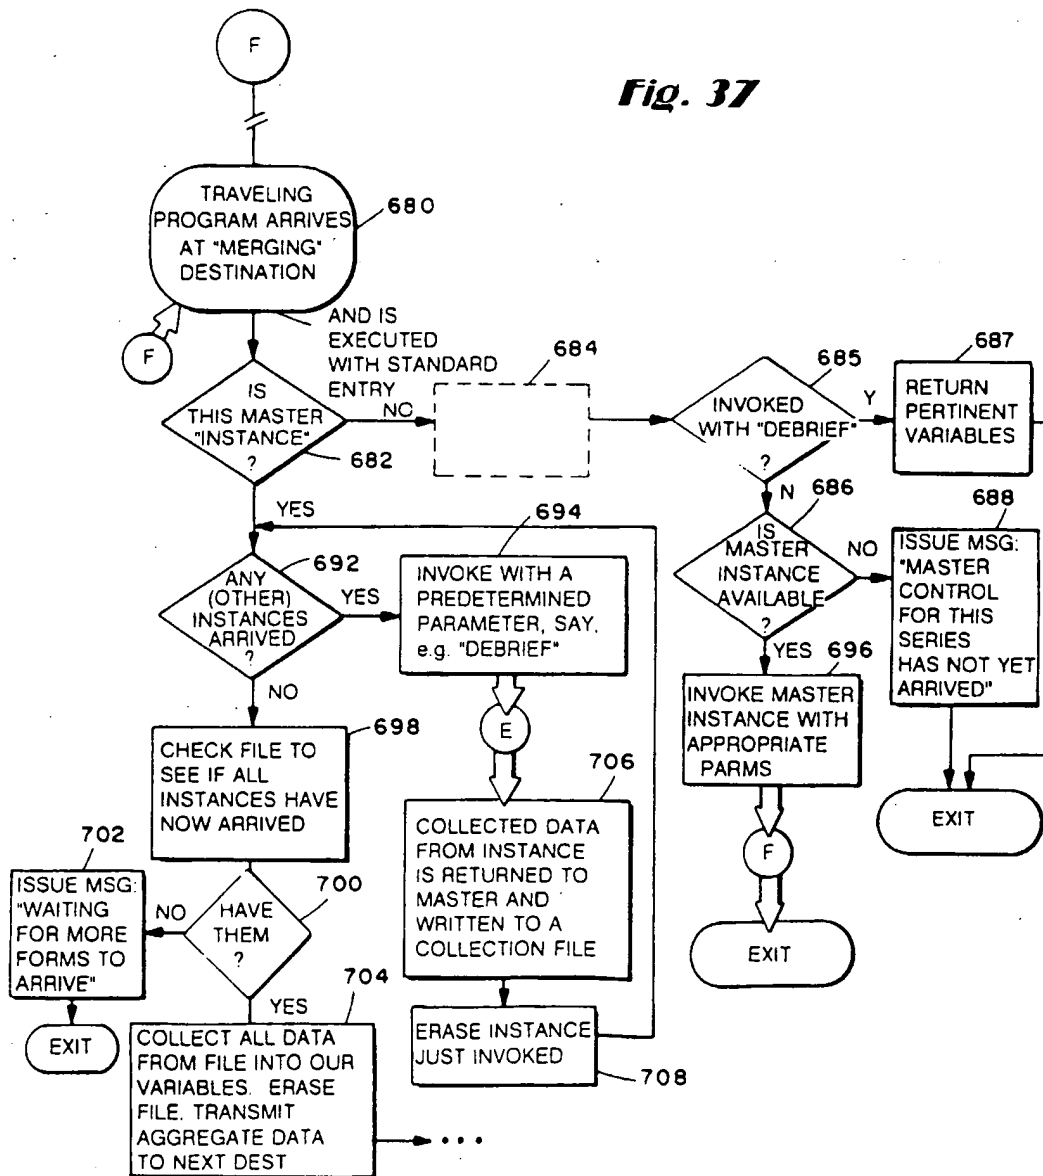 F
Fig. 37
TRAVELING
PROGRAM ARRIVES
AT "MERGING"
DESTINATION
680
F
AND IS
EXECUTED
WITH STANDARD
ENTRY
IS
THIS MASTER
"INSTANCE"
?
682
NO
684
INVOKED
WITH "DEBRIEF"
?
685
Y
687
RETURN
PERTINENT
VARIABLES
N
686
IS
MASTER
INSTANCE
AVAILABLE
?
NO
688
ISSUE MSG:
"MASTER
CONTROL
FOR THIS
SERIES
HAS NOT YET
ARRIVED"
EXIT
YES
696
INVOKE MASTER
INSTANCE WITH
APPROPRIATE
PARMS
F
EXIT
YES
692
ANY
(OTHER)
INSTANCES
ARRIVED
?
YES
694
INVOKE WITH A
PREDETERMINED
PARAMETER, SAY,
e.g. "DEBRIEF"
E
706
COLLECTED DATA
FROM INSTANCE
IS RETURNED TO
MASTER AND
WRITTEN TO A
COLLECTION FILE
ERASE INSTANCE
JUST INVOKED
708
NO
698
CHECK FILE TO
SEE IF ALL
INSTANCES HAVE
NOW ARRIVED
700
HAVE
THEM
?
NO
702
ISSUE MSG:
"WAITING
FOR MORE
FORMS TO
ARRIVE"
EXIT
YES
704
COLLECT ALL DATA
FROM FILE INTO OUR
VARIABLES. ERASE
FILE. TRANSMIT
AGGREGATE DATA
TO NEXT DEST
• • •